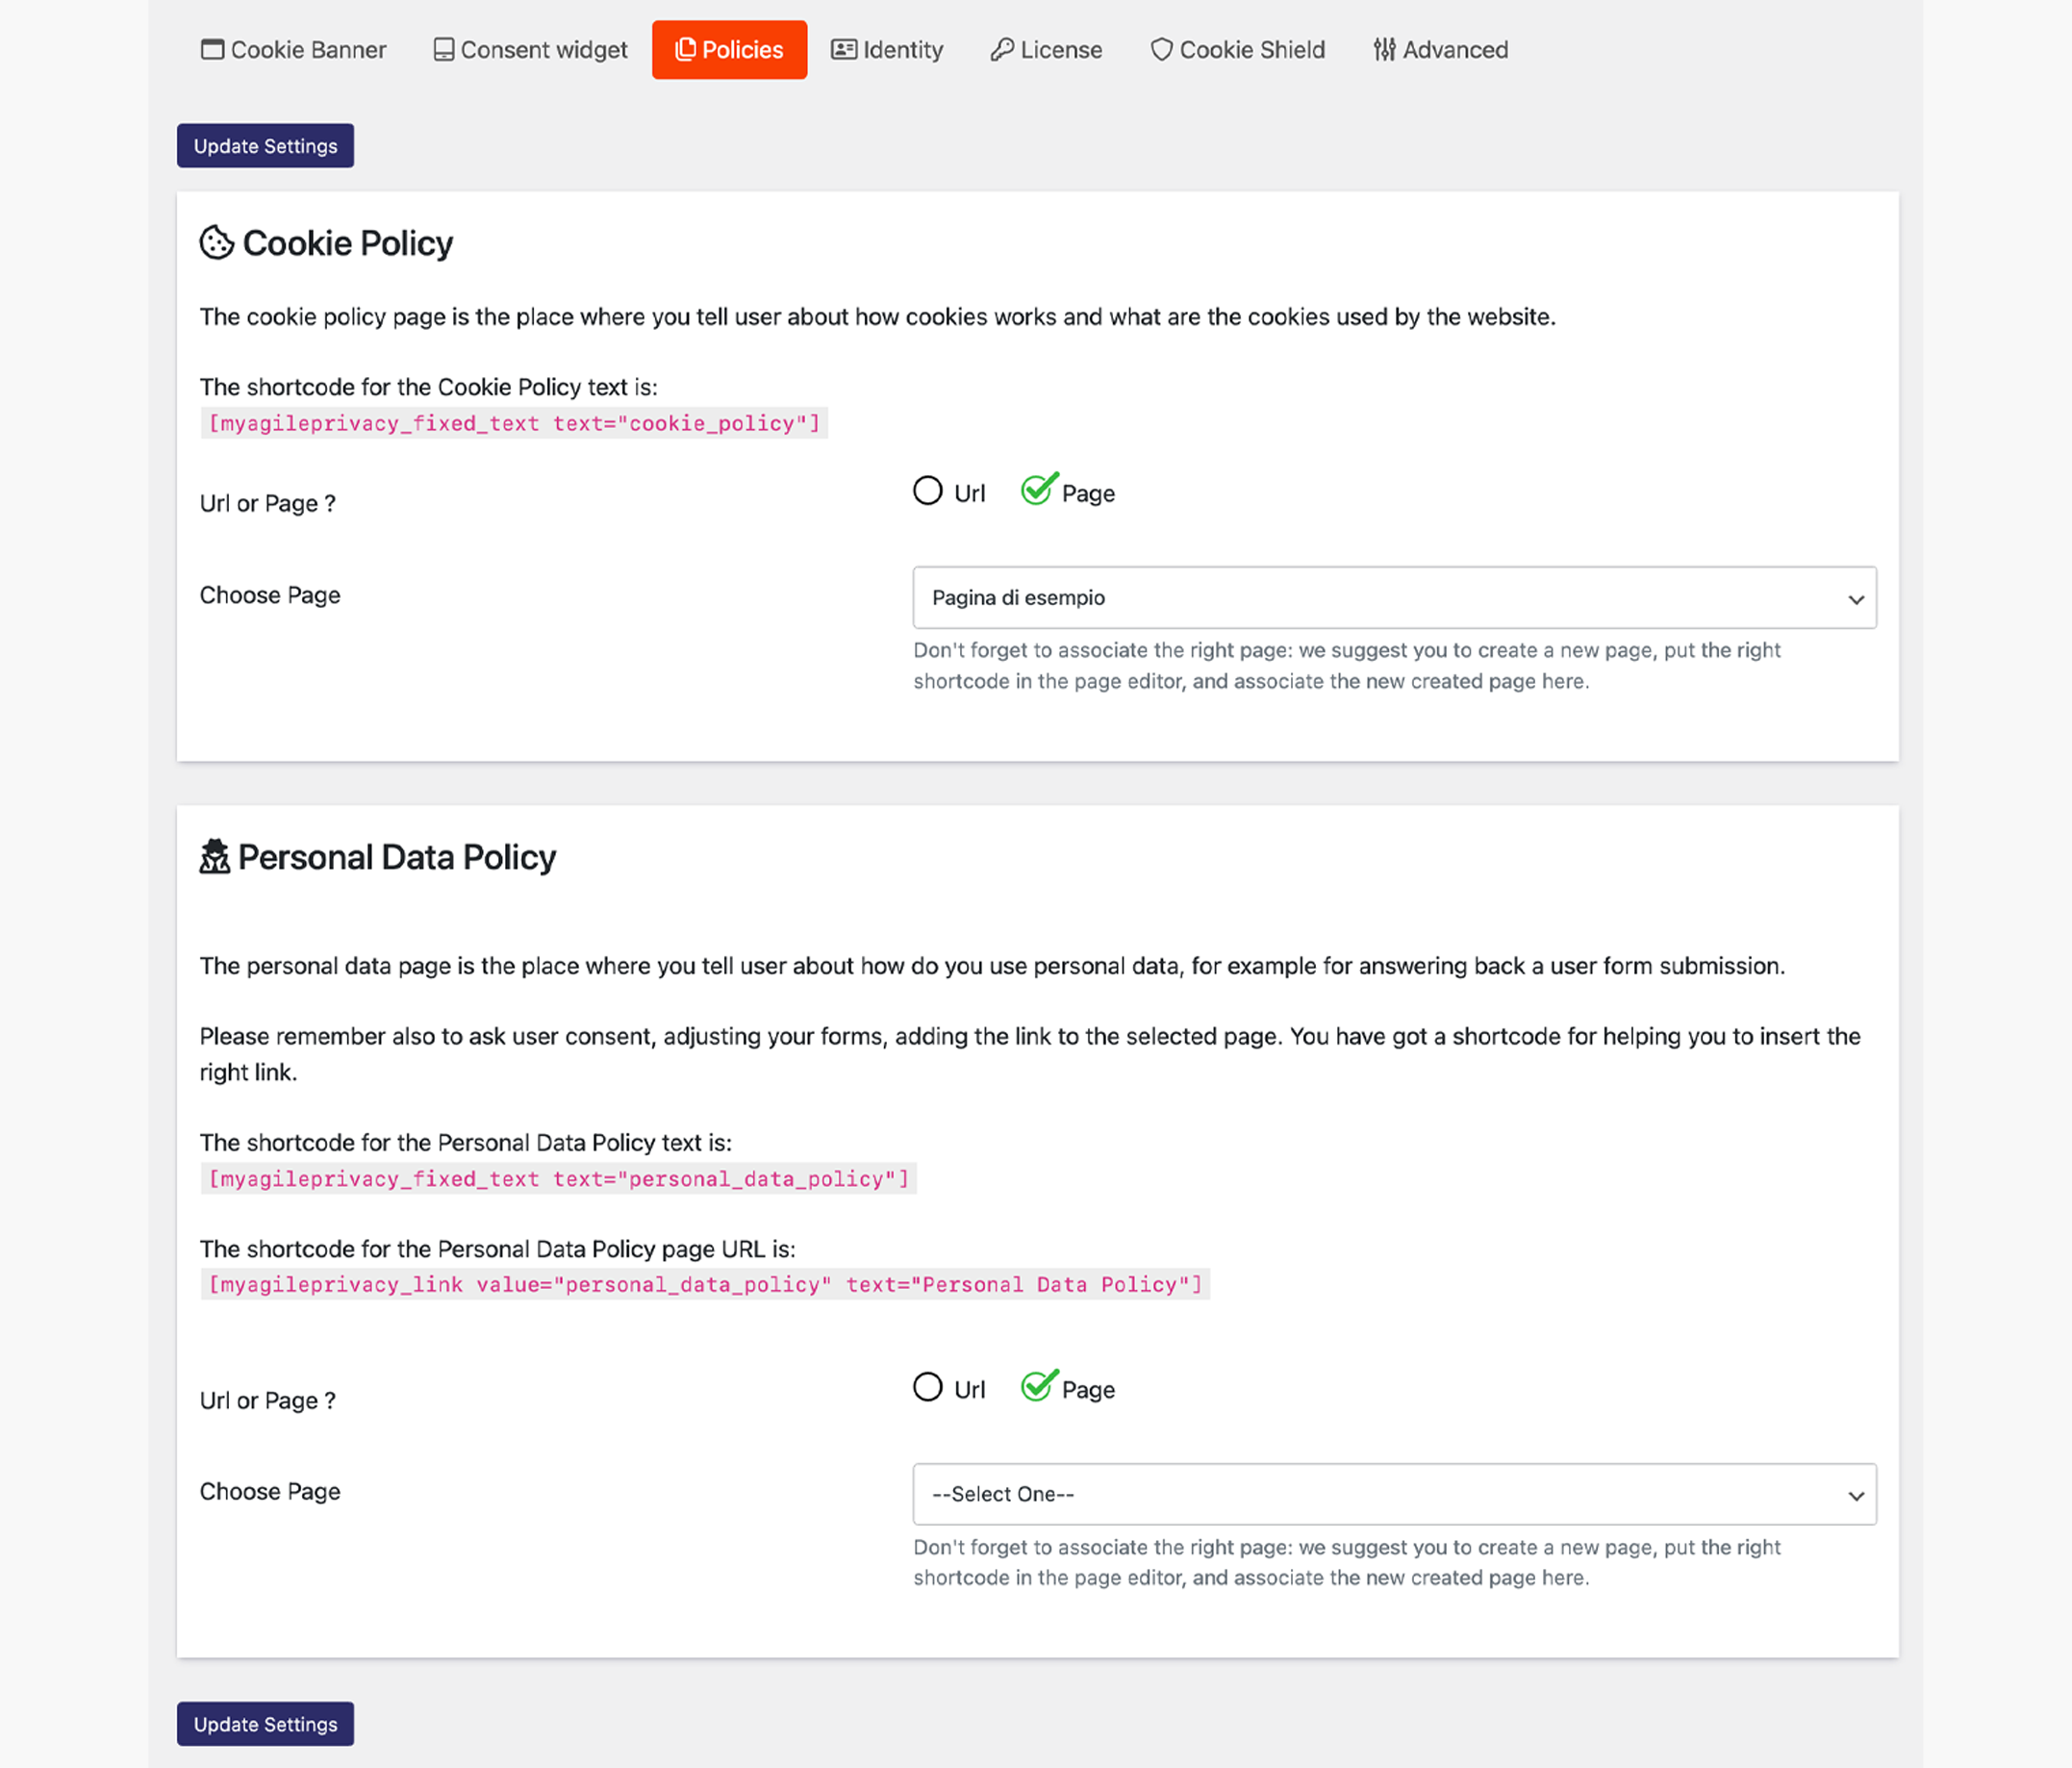 Cookie Banner Consent widget Policies Identity License Cookie Shield Advanced
Update Settings
Cookie Policy
The cookie policy page is the place where you tell user about how cookies works and what are the cookies used by the website.
The shortcode for the Cookie Policy text is:
[myagileprivacy_fixed_text text="cookie_policy"]
Url or Page ?
Url Page
Choose Page
Pagina di esempio
Don't forget to associate the right page: we suggest you to create a new page, put the right
shortcode in the page editor, and associate the new created page here.
Personal Data Policy
The personal data page is the place where you tell user about how do you use personal data, for example for answering back a user form submission.
Please remember also to ask user consent, adjusting your forms, adding the link to the selected page. You have got a shortcode for helping you to insert the
right link.
The shortcode for the Personal Data Policy text is:
[myagileprivacy_fixed_text text="personal_data_policy"]
The shortcode for the Personal Data Policy page URL is:
[myagileprivacy_link value="personal_data_policy" text="Personal Data Policy"]
Url or Page ?
Url Page
Choose Page
--Select One--
Don't forget to associate the right page: we suggest you to create a new page, put the right
shortcode in the page editor, and associate the new created page here.
Update Settings